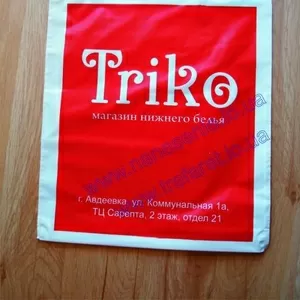 Triko
магазин нижнего белья
г. Авдеевка, ул. Коммунальная 1а,
ТЦ Сарепта, 2 этаж, отдел 21